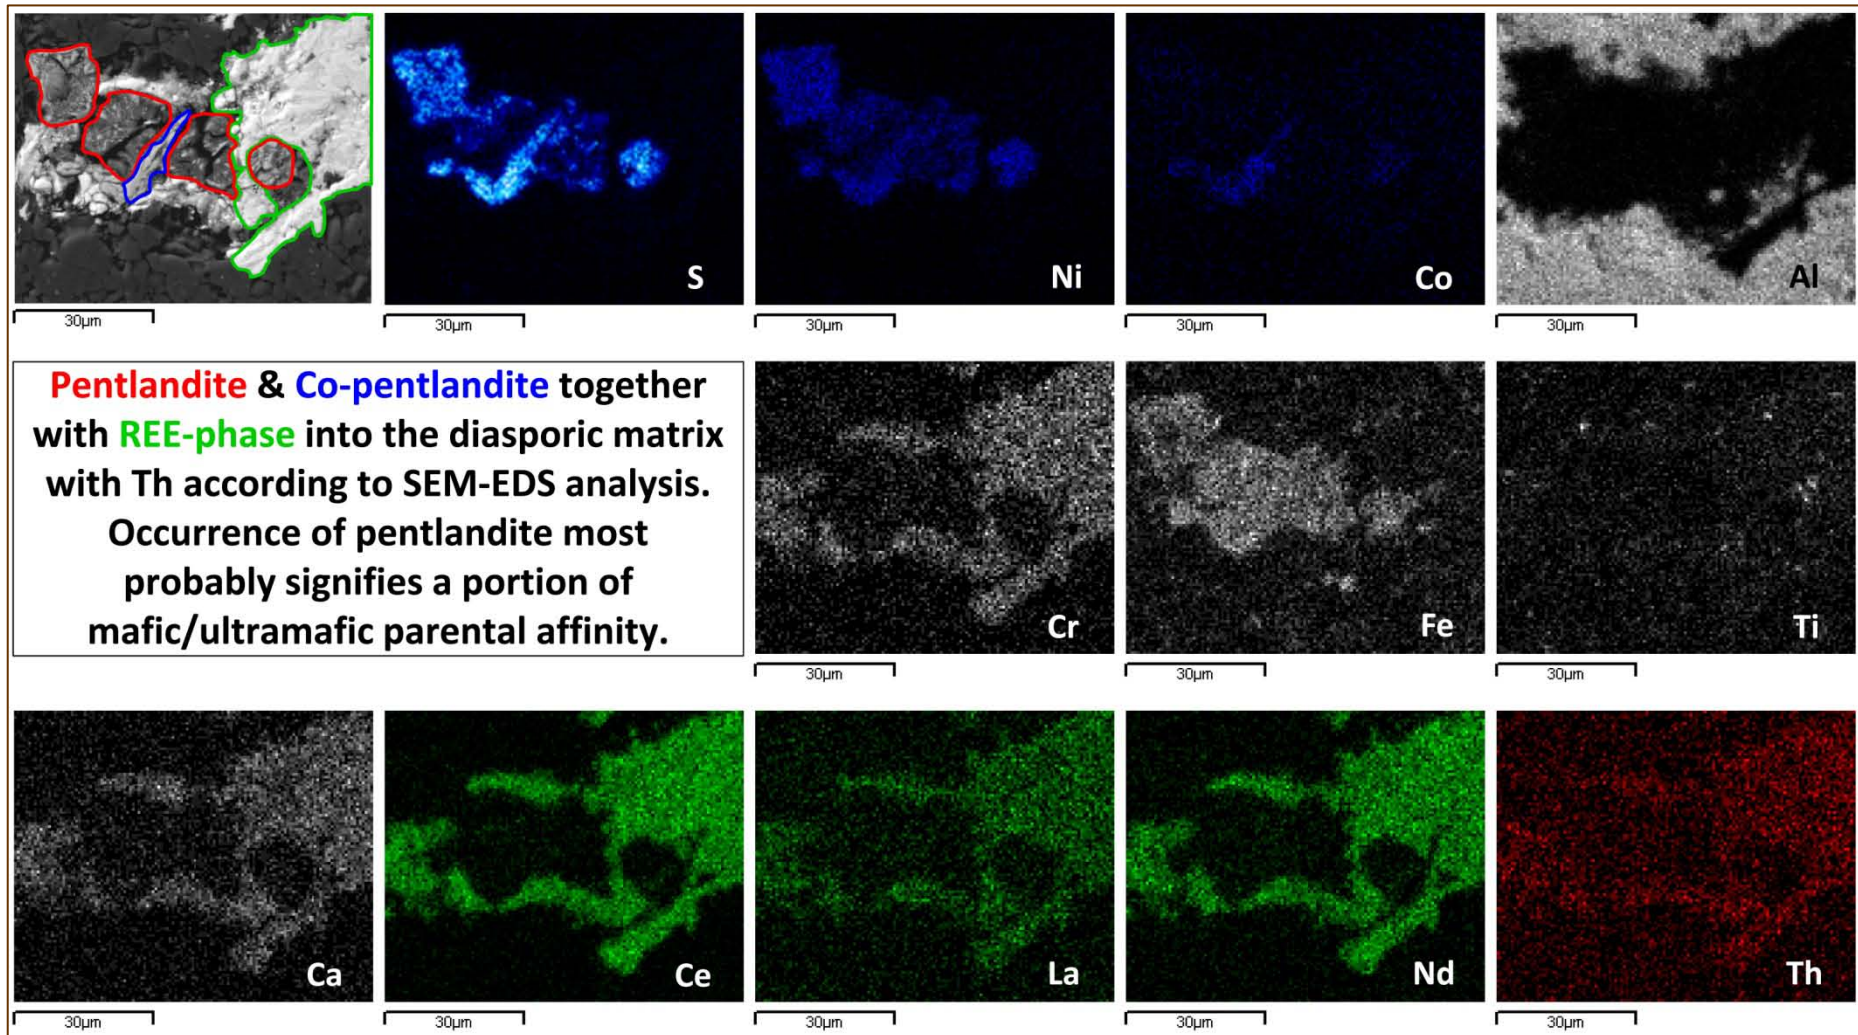 S
Ni
Co
Al
30µm
30µm
30µm
30µm
30µm
Pentlandite & Co-pentlandite together
with REE-phase into the diasporic matrix
with Th according to SEM-EDS analysis.
Occurrence of pentlandite most
probably signifies a portion of
mafic/ultramafic parental affinity.
Cr
Fe
Ti
30µm
30µm
30µm
Ca
Ce
La
Nd
Th
30µm
30µm
30µm
30µm
30µm